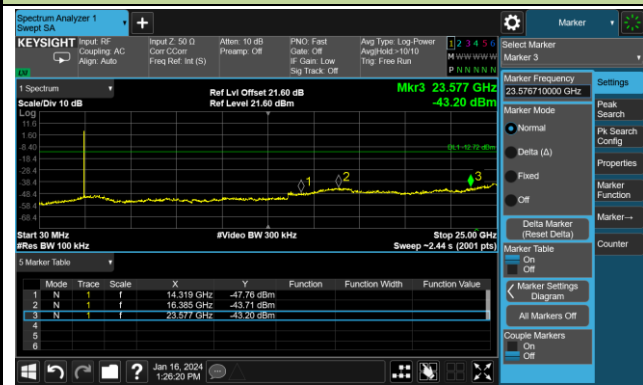 Spectrum Analyzer 1
Swept SA
Marker
KEYSIGHT Input: RF Input Z: 50 Ω Atten: 10 dB PNO: Fast Avg Type: Log-Power 1 2 3 4 5 6
Coupling: AC Corr CCorr Preamp: Off Gate: Off Avg|Hold:>10/10 M W W W W W
Align: Auto Freq Ref: Int (S) IF Gain: Low Trig: Free Run
Sig Track: Off P N N N N N
LXI
Select Marker
Marker 3
1 Spectrum
Ref Lvl Offset 21.60 dB
Mkr3 23.577 GHz
Scale/Div 10 dB
Ref Level 21.60 dBm
-43.20 dBm
Log
11.6
1.60
-8.40
DL1 -12.72 dBm
-18.4
-28.4
-38.4
-48.4
-58.4
-68.4
1
2
3
Start 30 MHz
#Video BW 300 kHz
Stop 25.00 GHz
#Res BW 100 kHz
Sweep ~2.44 s (2001 pts)
5 Marker Table
Mode Trace Scale X Y Function Function Width Function Value
1 N 1 f 14.319 GHz -47.76 dBm
2 N 1 f 16.385 GHz -43.71 dBm
3 N 1 f 23.577 GHz -43.20 dBm
4
5
6
Marker Frequency
23.576710000 GHz
Marker Mode
Normal
Delta (Δ)
Fixed
Off
Delta Marker
(Reset Delta)
Marker Table
On
Off
Marker Settings
Diagram
All Markers Off
Couple Markers
On
Off
Settings
Peak
Search
Pk Search
Config
Properties
Marker
Function
Marker→
Counter
Jan 16, 2024
1:26:20 PM